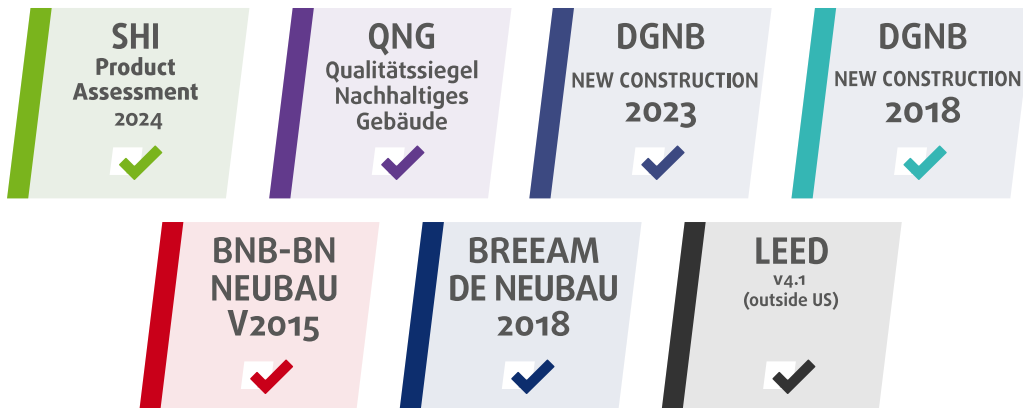 SHI
Product
Assessment
2024
QNG
Qualitätssiegel
Nachhaltiges
Gebäude
DGNB
NEW CONSTRUCTION
2023
DGNB
NEW CONSTRUCTION
2018
BNB-BN
NEUBAU
V2015
BREEAM
DE NEUBAU
2018
LEED
v4.1
(outside US)